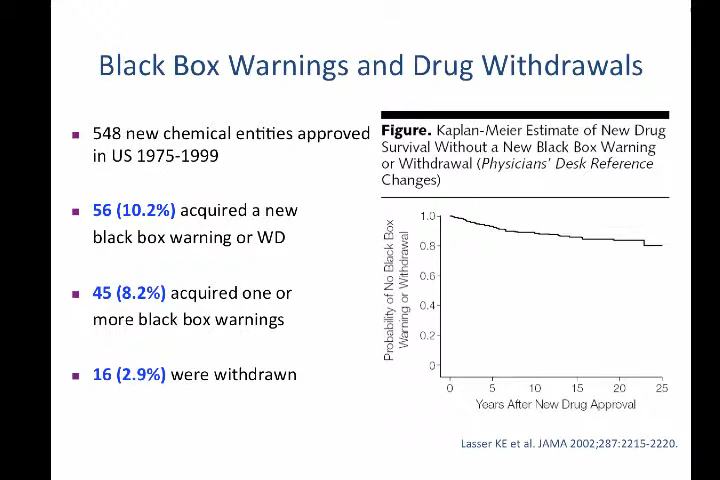 Black Box Warnings and Drug Withdrawals
548 new chemical entities approved
in US 1975-1999
56 (10.2%) acquired a new
black box warning or WD
45 (8.2%) acquired one or
more black box warnings
16 (2.9%) were withdrawn
Figure. Kaplan-Meier Estimate of New Drug
Survival Without a New Black Box Warning
or Withdrawal (Physicians' Desk Reference
Changes)
Probability of No Black Box
Warning or Withdrawal
1.0
0.8
0.6
0.4
0.2
0
0 5 10 15 20 25
Years After New Drug Approval
Lasser KE et al. JAMA 2002;287:2215-2220.